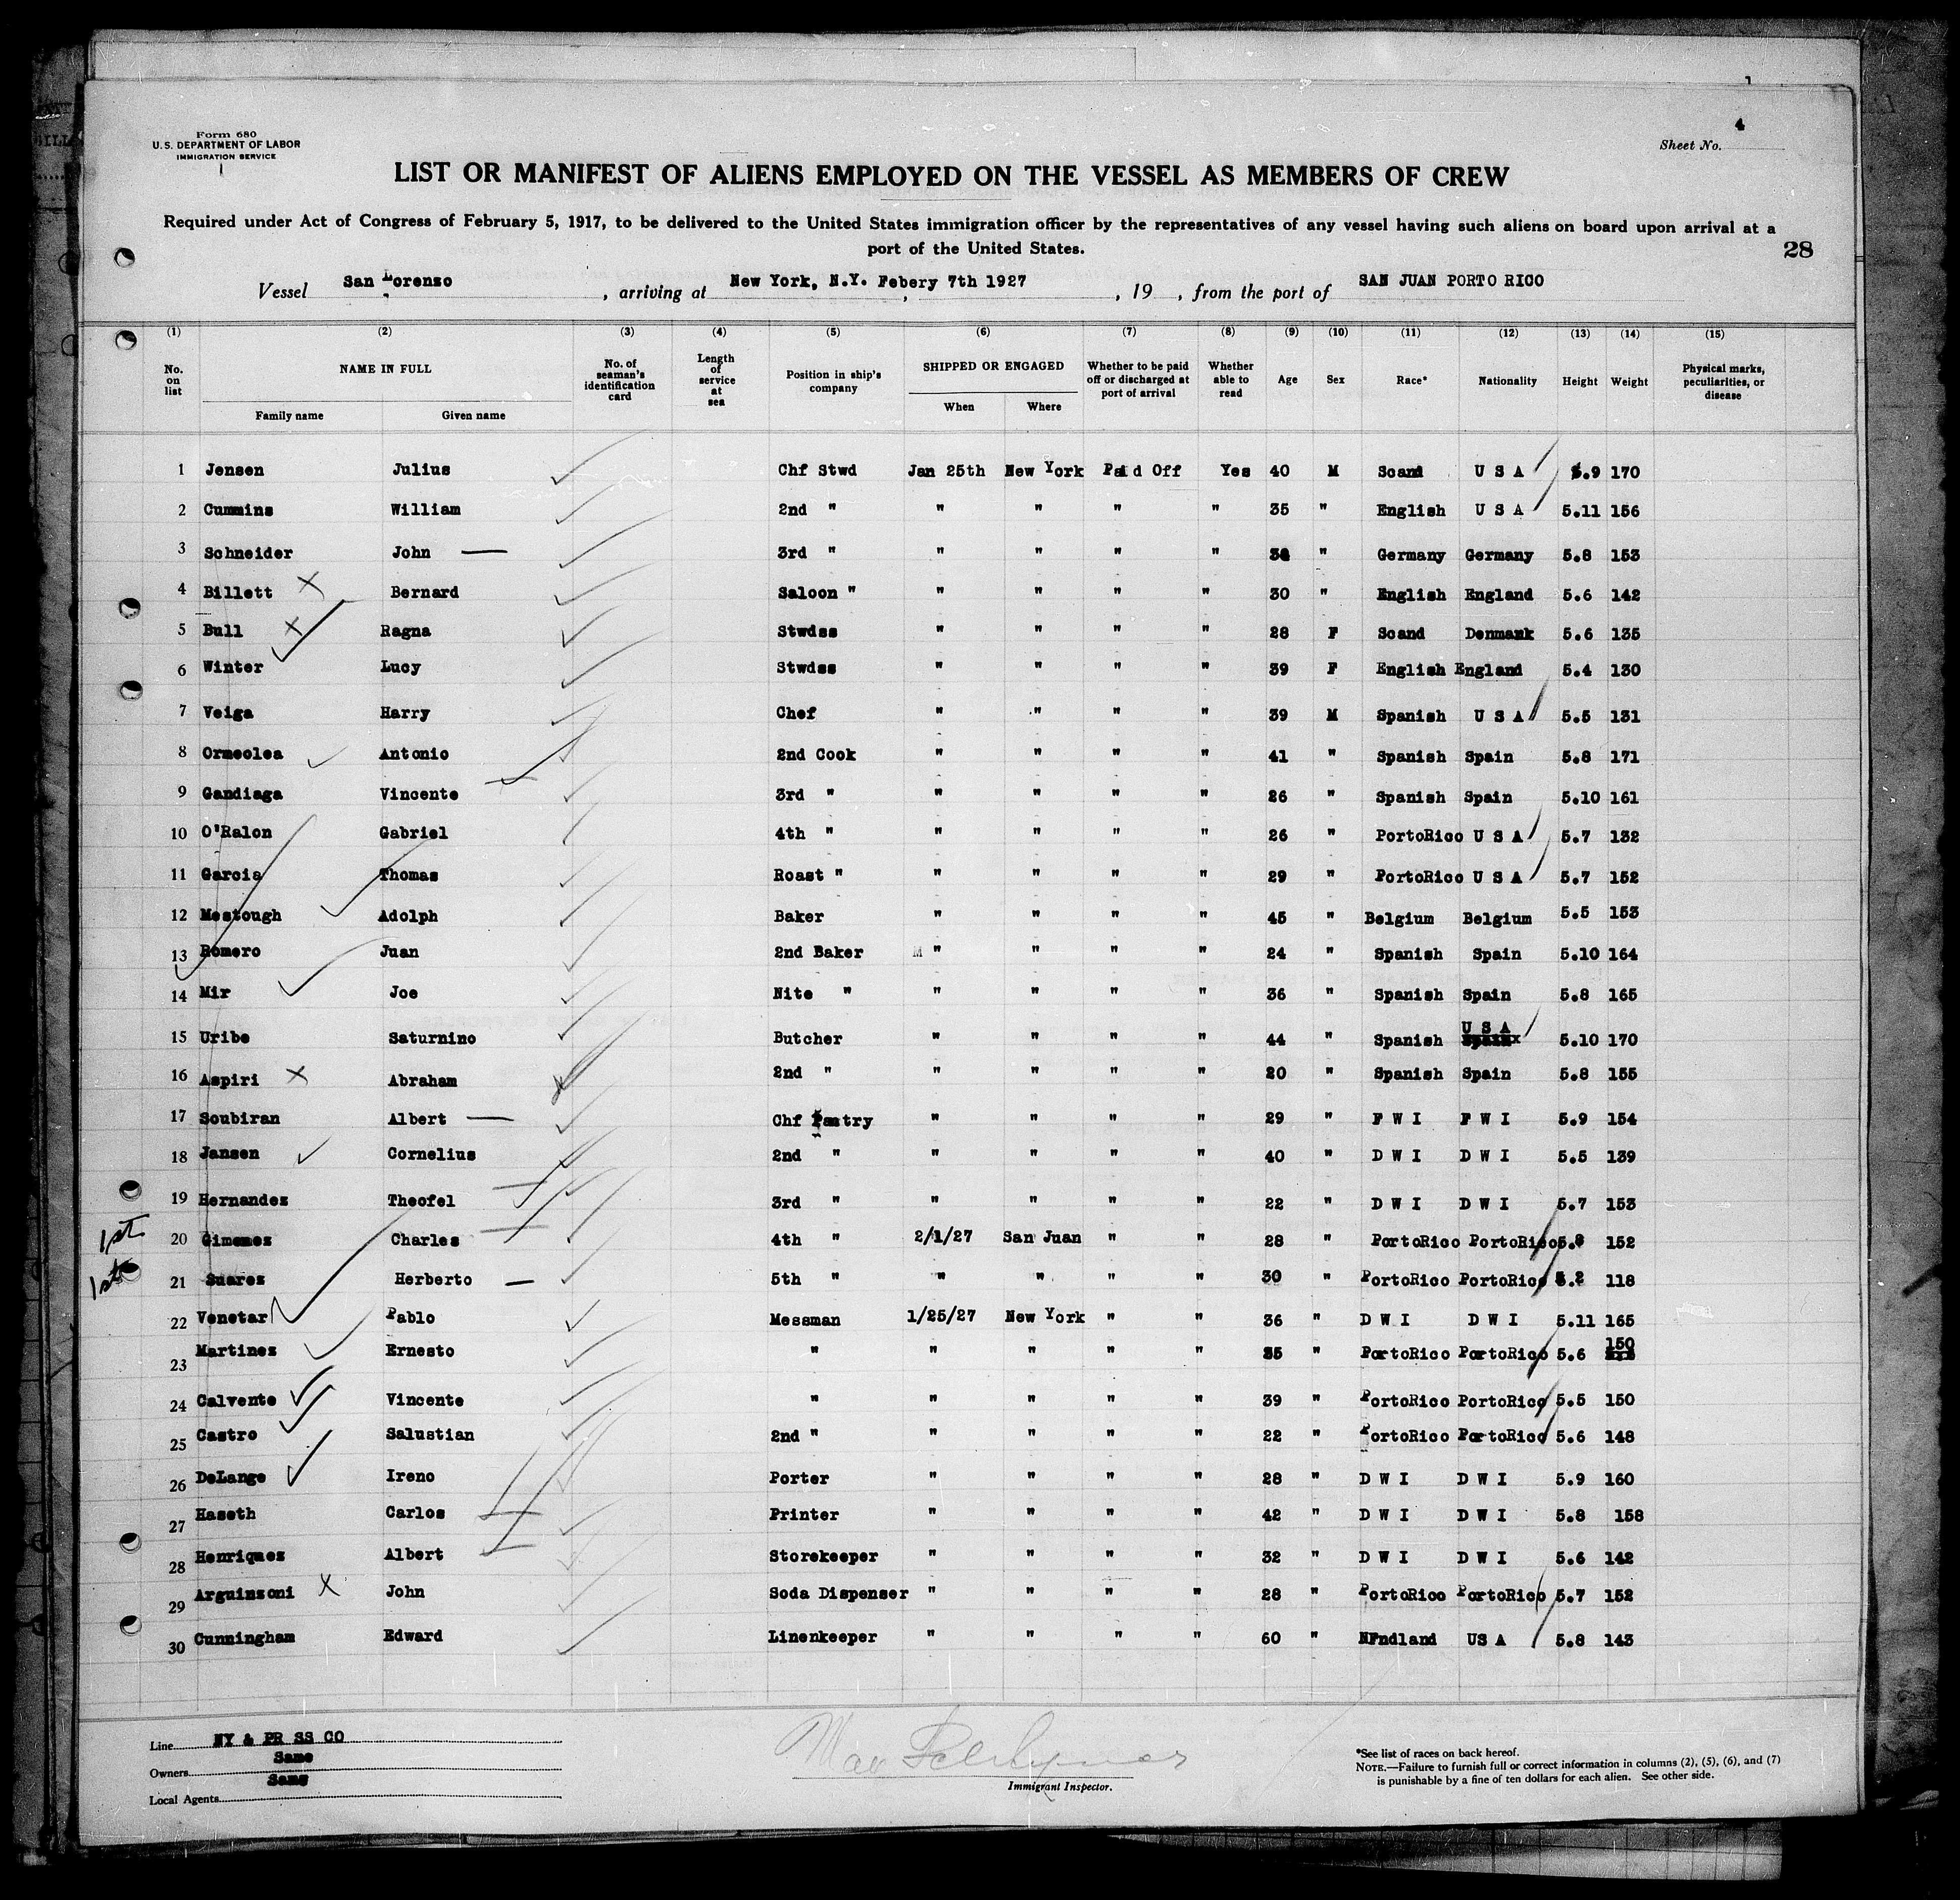 4
Form 680
U.S. DEPARTMENT OF LABOR
IMMIGRATION SERVICE
Sheet No.
LIST OR MANIFEST OF ALIENS EMPLOYED ON THE VESSEL AS MEMBERS OF CREW
Required under Act of Congress of February 5, 1917, to be delivered to the United States immigration officer by the representatives of any vessel having such aliens on board upon arrival at a
port of the United States.
28
Vessel San Lorenzo , arriving at New York, N.Y. Febery 7th 1927 , 19 , from the port of SAN JUAN PORTO RICO
(1) (2) (3) (4) (5) (6) (7) (8) (9) (10) (11) (12) (13) (14) (15)
No. on list NAME IN FULL Family name Given name No. of seaman's identification card Length of service at sea Position in ship's company SHIPPED OR ENGAGED When Where Whether to be paid off or discharged at port of arrival Whether able to read Age Sex Race* Nationality Height Weight Physical marks, peculiarities, or disease
1 Jensen Julius Chf Stwd Jan 25th New York Paid Off Yes 40 M Scand U S A 5.9 170
2 Cummins William 2nd " " " " " 35 " English U S A 5.11 156
3 Schneider John 3rd " " " " " " Germany Germany 5.8 153
4 Billett Bernard Saloon " " " " " 30 " English England 5.6 142
5 Bull Ragna Stwdss " " " " 28 F Scand Denmark 5.6 135
6 Winter Lucy Stwdss " " " " 39 F English England 5.4 130
7 Veiga Harry Chef " " " " 39 M Spanish U S A 5.5 131
8 Ormeolea Antonio 2nd Cook " " " " 41 " Spanish Spain 5.8 171
9 Gandiaga Vincente 3rd " " " " " 26 " Spanish Spain 5.10 161
10 O'Ralon Gabriel 4th " " " " " 26 " PortoRico U S A 5.7 132
11 Garcia Thomas Roast " " " " " 29 " PortoRico U S A 5.7 152
12 Mestough Adolph Baker " " " " 45 " Belgium Belgium 5.5 153
13 Romero Juan 2nd Baker " " " " 24 " Spanish Spain 5.10 164
14 Mir Joe Nite " " " " " 36 " Spanish Spain 5.8 165
15 Uribe Saturnino Butcher " " " " 44 " Spanish U S A 5.10 170
16 Aspiri Abraham 2nd " " " " " 20 " Spanish Spain 5.8 155
17 Soubiran Albert Chf Pastry " " " " 29 " F W I F W I 5.9 154
18 Jansen Cornelius 2nd " " " " " 40 " D W I D W I 5.5 139
19 Hernandez Theofel 3rd " " " " " 22 " D W I D W I 5.7 153
1st 20 Gimenez Charles 4th " 2/1/27 San Juan " " 28 " PortoRico PortoRico 5.8 152
1st 21 Suarez Herberto 5th " " " " " 30 " PortoRico PortoRico 5.2 118
22 Venetar Pablo Messman 1/25/27 New York " " 36 " D W I D W I 5.11 165
23 Martinez Ernesto " " " " " 35 " PortoRico PortoRico 5.6 150
24 Calvente Vincente " " " " " 39 " PortoRico PortoRico 5.5 150
25 Castro Salustian 2nd " " " " " 22 " PortoRico PortoRico 5.6 148
26 DeLange Ireno Porter " " " " 28 " D W I D W I 5.9 160
27 Haseth Carlos Printer " " " " 42 " D W I D W I 5.8 158
28 Henriquez Albert Storekeeper " " " " 32 " D W I D W I 5.6 142
29 Arguinzoni John Soda Dispenser " " " " 28 " PortoRico PortoRico 5.7 152
30 Cunningham Edward Linenkeeper " " " " 60 " NFndland USA 5.8 143
Line NY & PR SS CO
Owners Same
Local Agents Same
Immigrant Inspector.
*See list of races on back hereof.
NOTE.—Failure to furnish full or correct information in columns (2), (5), (6), and (7)
is punishable by a fine of ten dollars for each alien. See other side.